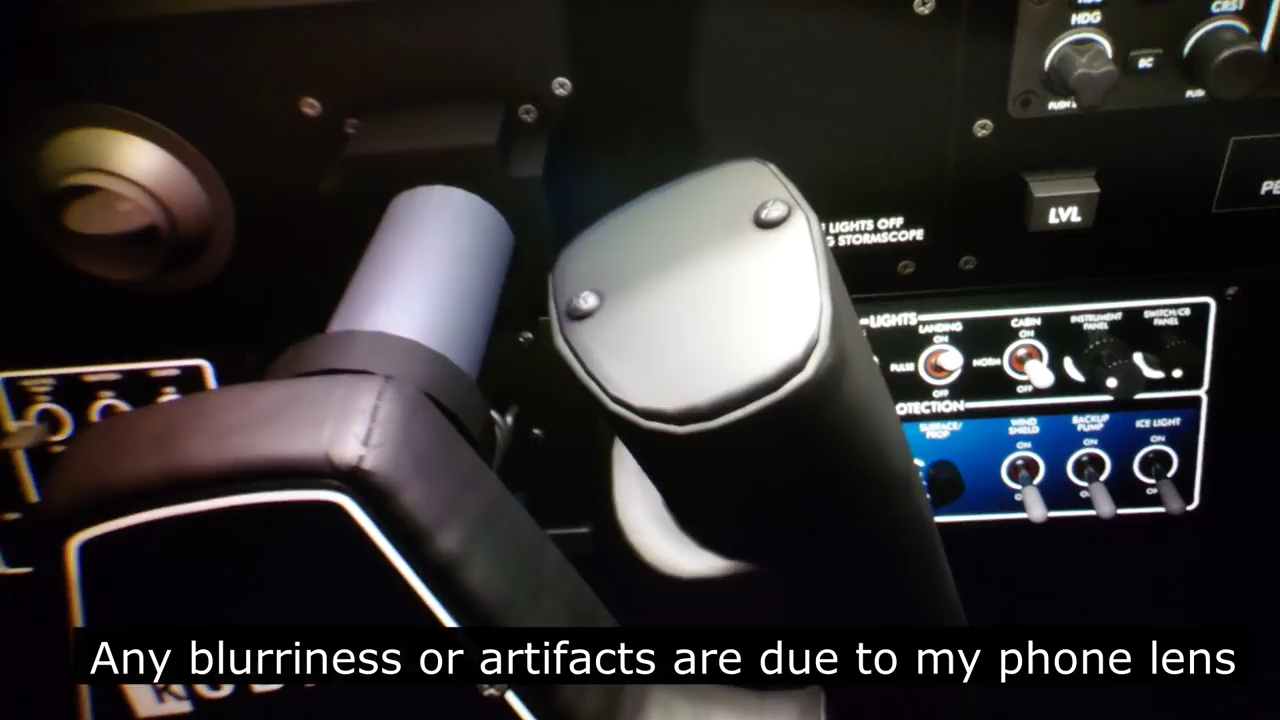 HDG
CRS1
BC
PUSH
LVL
LIGHTS OFF
STORMSCOPE
LIGHTS
LANDING
ON
PULSE
OFF
CABIN
ON
NORM
OFF
INSTRUMENT
PANEL
SWITCH/CB
PANEL
OTECTION
SURFACE/
PROP
WIND
SHIELD
ON
BACKUP
PUMP
ON
ICE LIGHT
ON
Any blurriness or artifacts are due to my phone lens